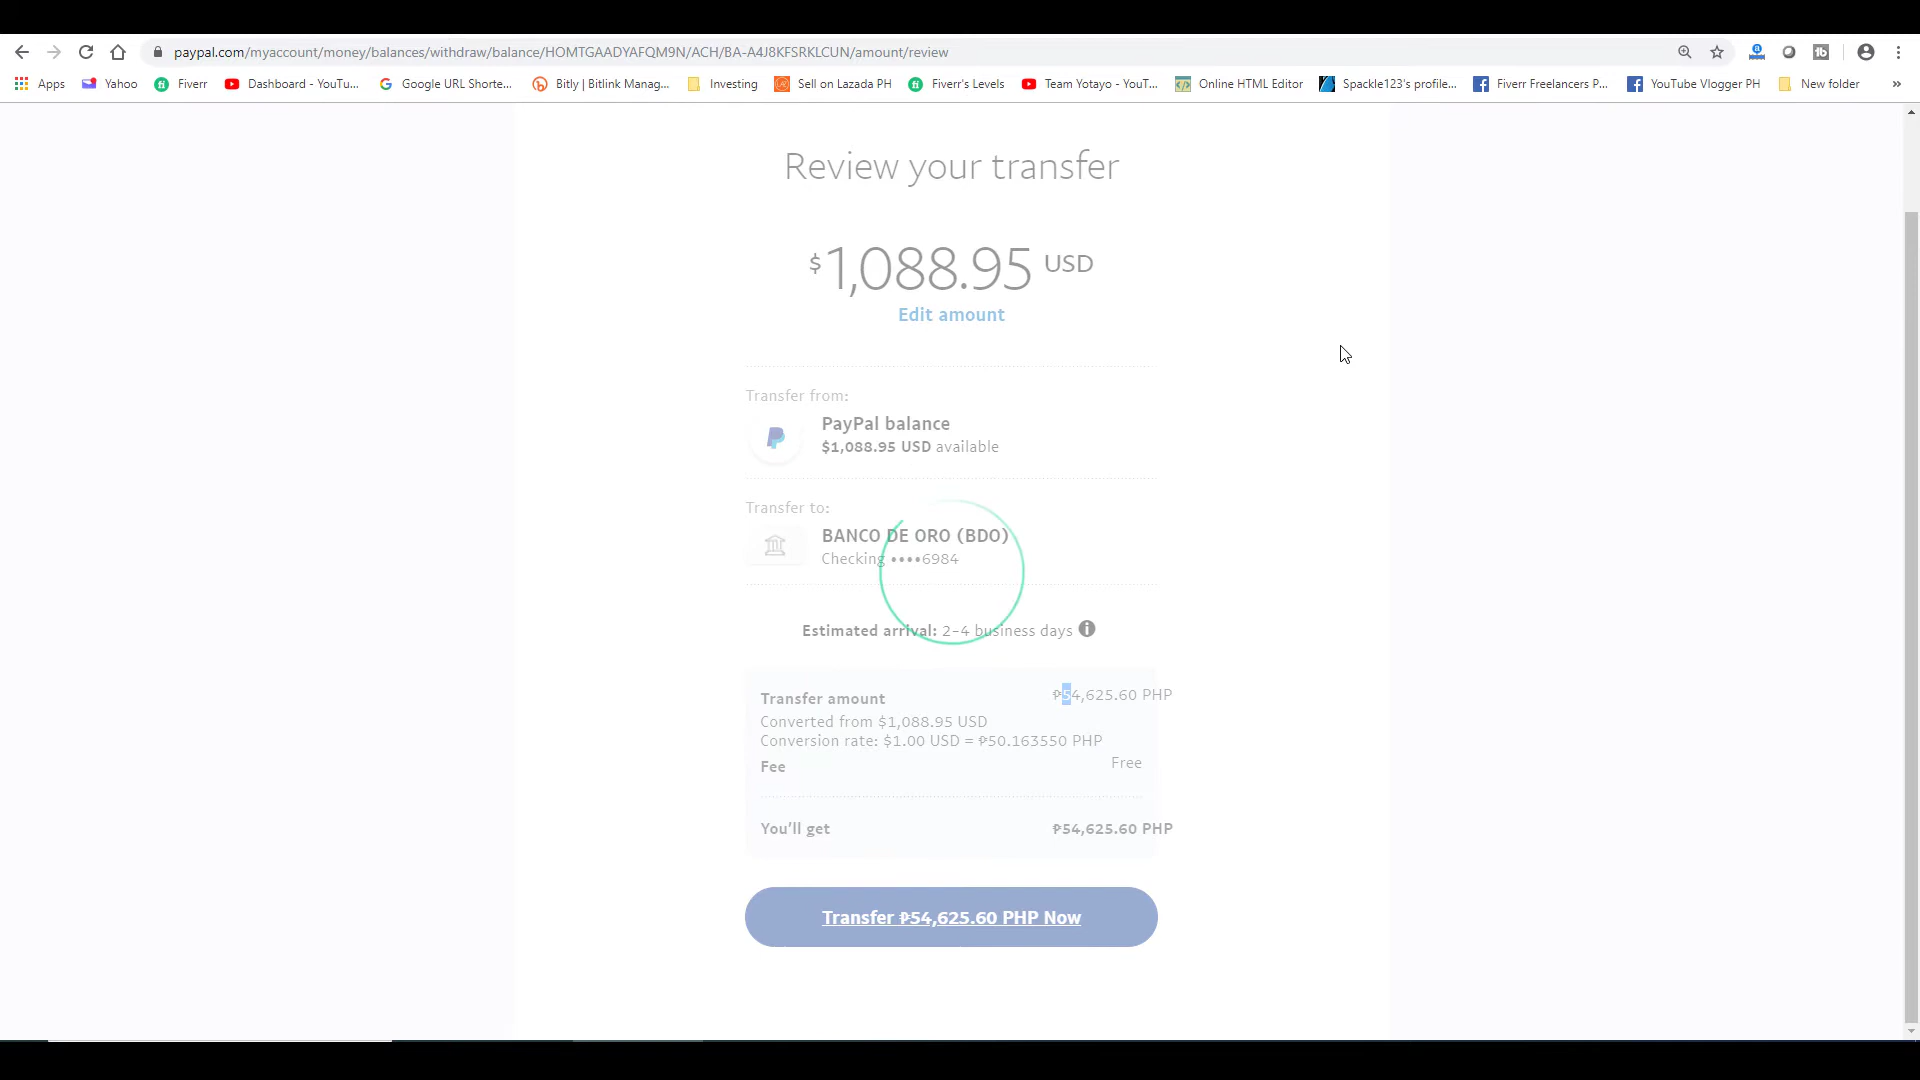 paypal.com/myaccount/money/balances/withdraw/balance/HOMTGAADYAFQM9N/ACH/BA-A4J8KFSRKLCUN/amount/review
Apps Yahoo Fiverr Dashboard - YouTu... Google URL Shorte... Bitly | Bitlink Manag... Investing Sell on Lazada PH Fiverr's Levels Team Yotayo - YouT... Online HTML Editor Spackle123's profile... Fiverr Freelancers P... YouTube Vlogger PH New folder »
Review your transfer
$1,088.95 USD
Edit amount
Transfer from:
PayPal balance
$1,088.95 USD available
Transfer to:
BANCO DE ORO (BDO)
Checking ••••6984
Estimated arrival: 2-4 business days
Transfer amount ₱54,625.60 PHP
Converted from $1,088.95 USD
Conversion rate: $1.00 USD = ₱50.163550 PHP
Fee Free
You'll get ₱54,625.60 PHP
Transfer ₱54,625.60 PHP Now